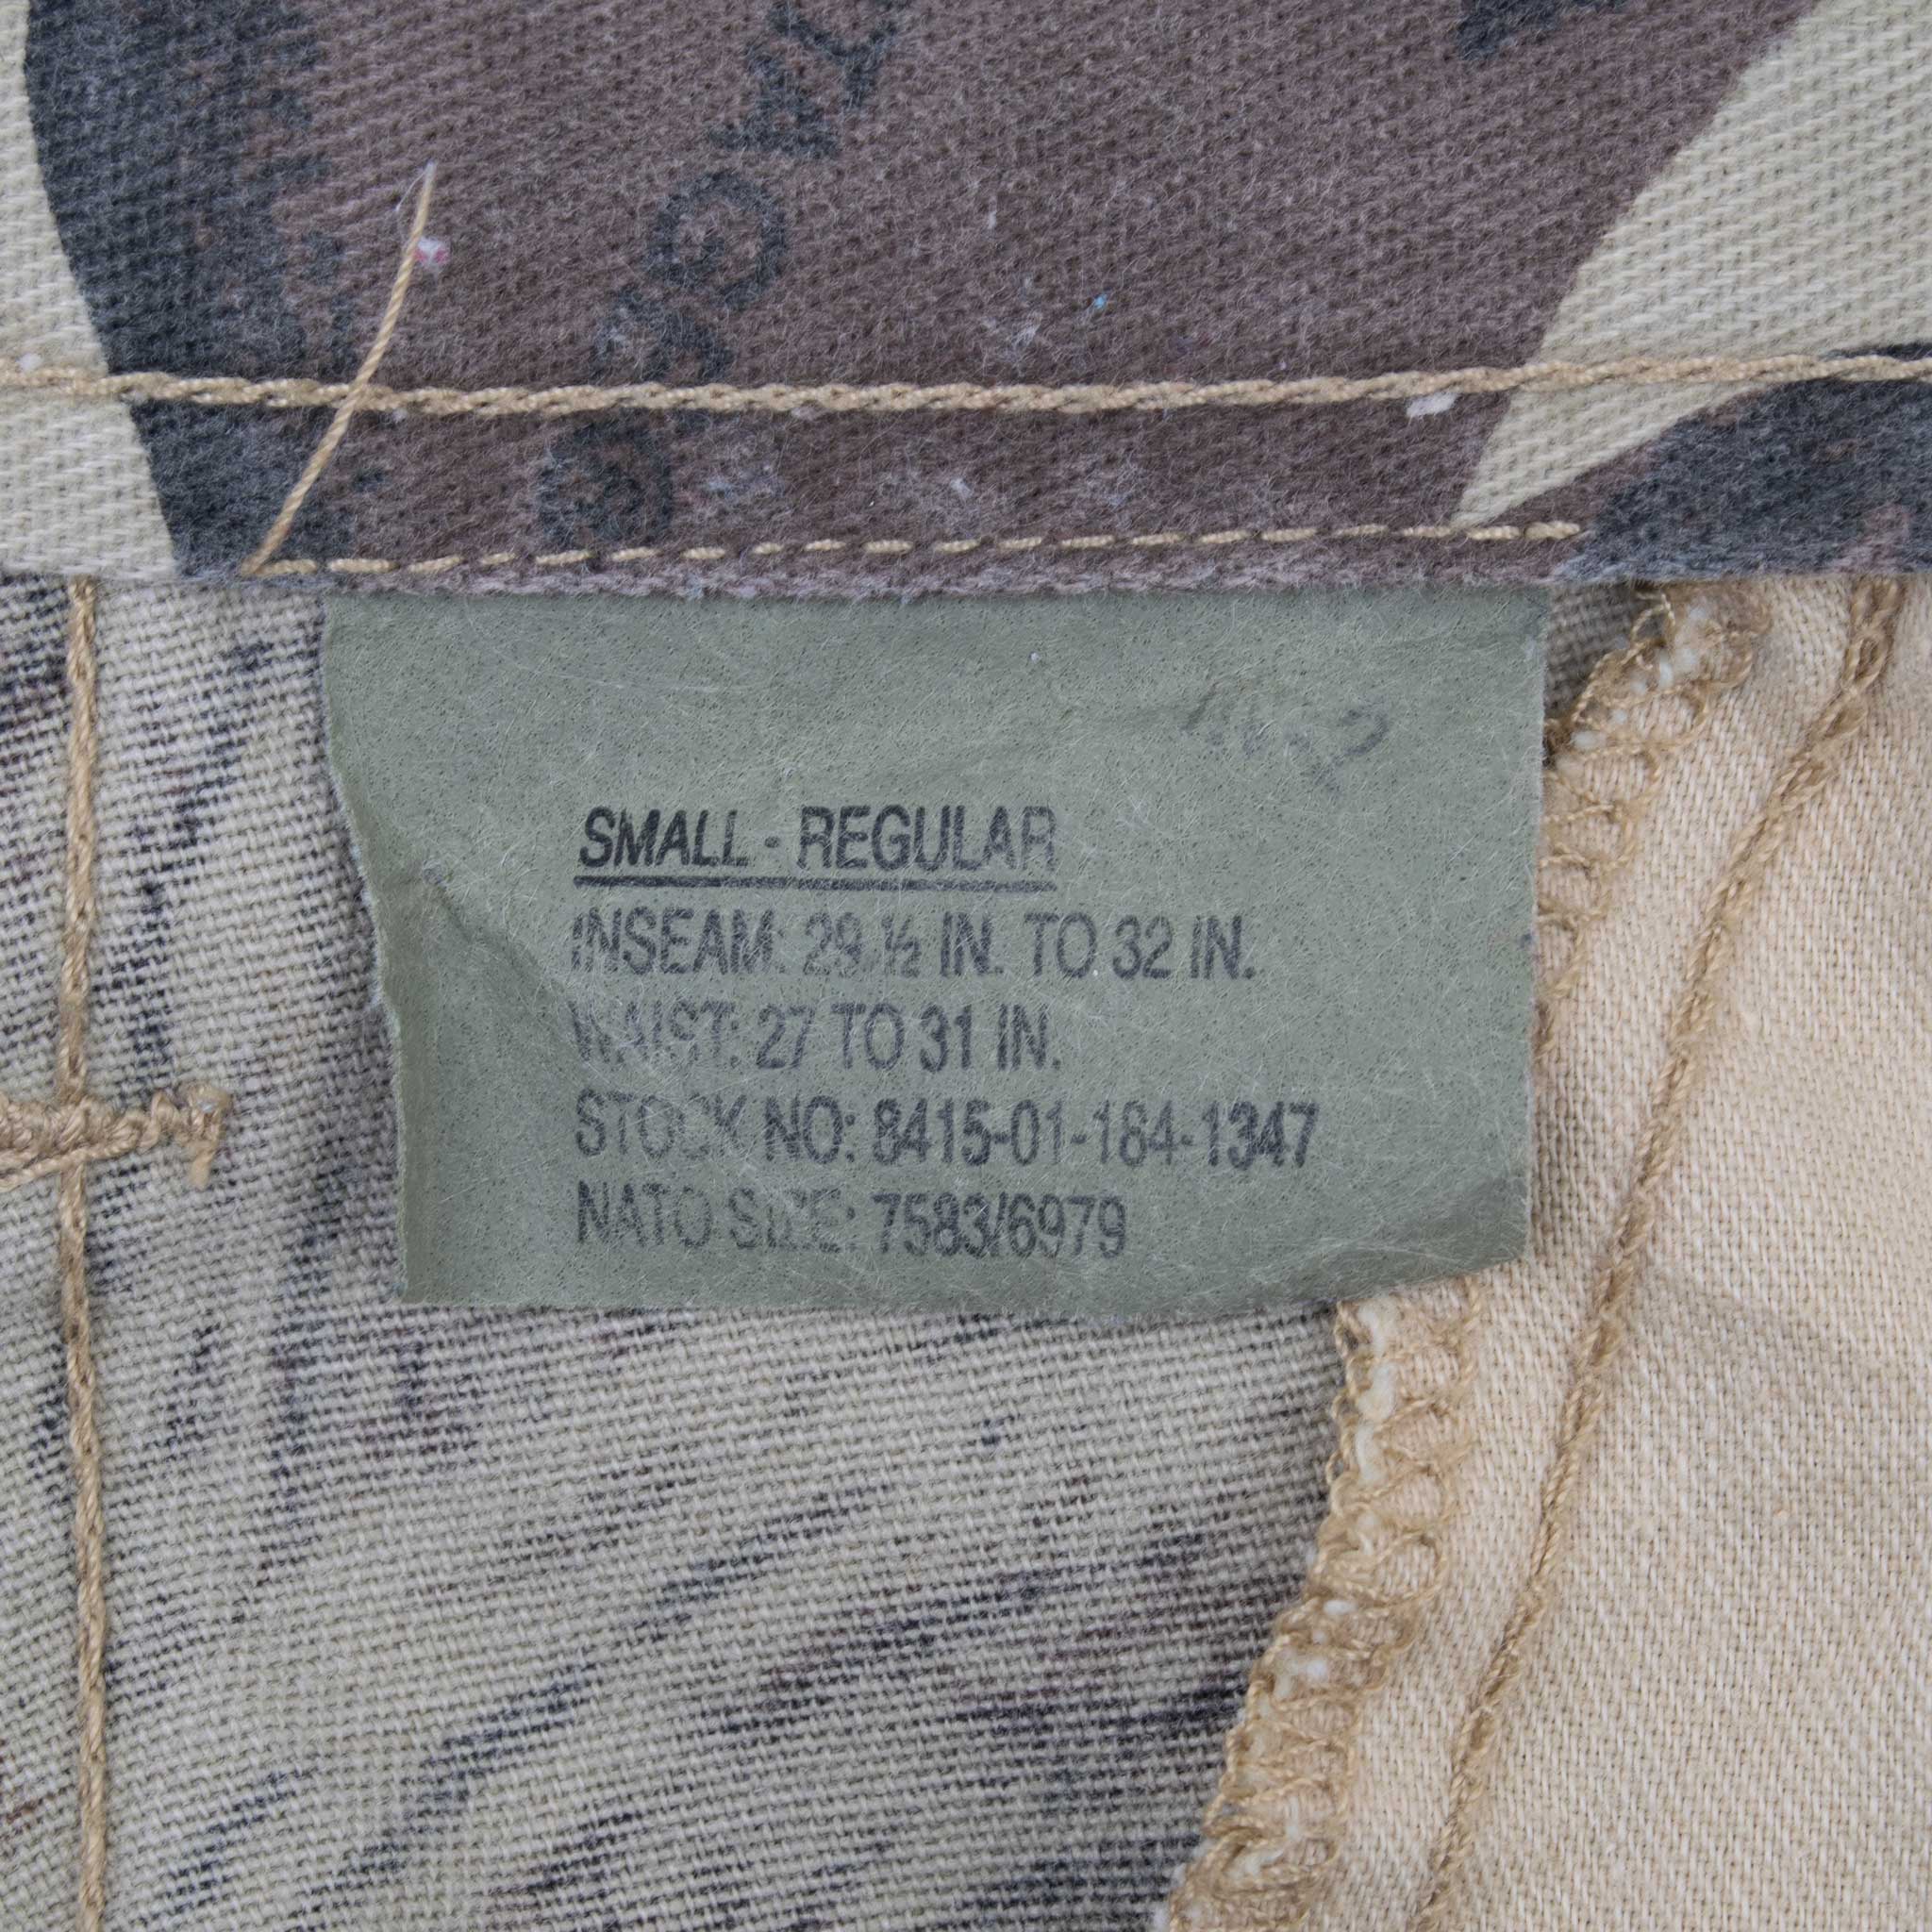 SMALL - REGULAR
INSEAM: 29 ½ IN. TO 32 IN.
WAIST: 27 TO 31 IN.
STOCK NO: 8415-01-184-1347
NATO SIZE: 7583/6979